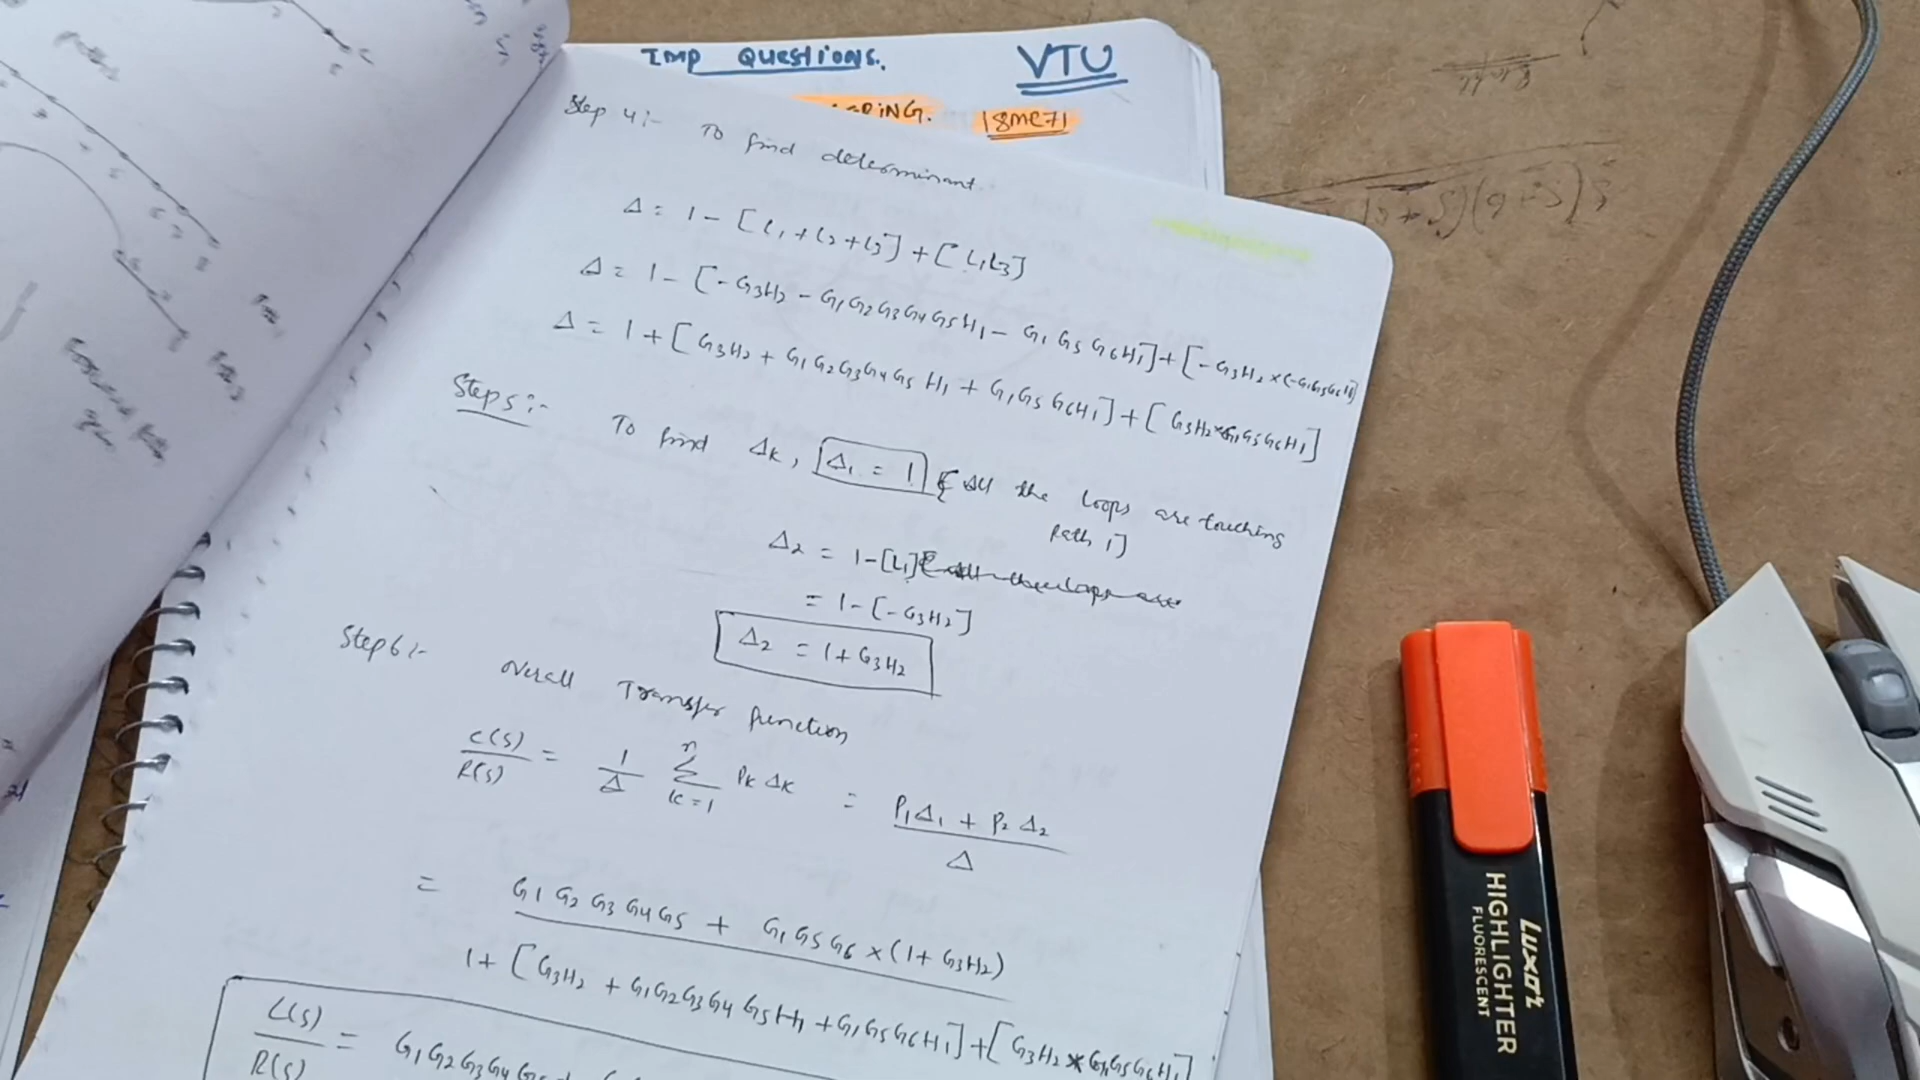 Imp Questions. VTU
18ME71
Step 4:- To find determinant
Δ = 1 - [L1 + L2 + L3] + [L1L3]
Δ = 1 - [-G3H2 - G1G2G3G4G5H1 - G1G5G6H1] + [-G3H2 × (-G1G5G6H1)]
Δ = 1 + [G3H2 + G1G2G3G4G5H1 + G1G5G6H1] + [G3H2 × G1G5G6H1]
Step 5:-
To find Δk, Δ1 = 1 [All the loops are touching
Path 1]
Δ2 = 1-[L1]
= 1-[-G3H2]
Δ2 = 1+G3H2
Step 6:- Overall Transfer function
C(s)/R(s) = 1/Δ n Σ k=1 Pk Δk = P1Δ1 + P2Δ2 / Δ
= G1G2G3G4G5 + G1G5G6 × (1+G3H2)
1 + [G3H2 + G1G2G3G4G5H1 + G1G5G6H1] + [G3H2 × G1G5G6H1]
C(s)/R(s) = G1G2G3G4
Luxor
HIGHLIGHTER
FLUORESCENT